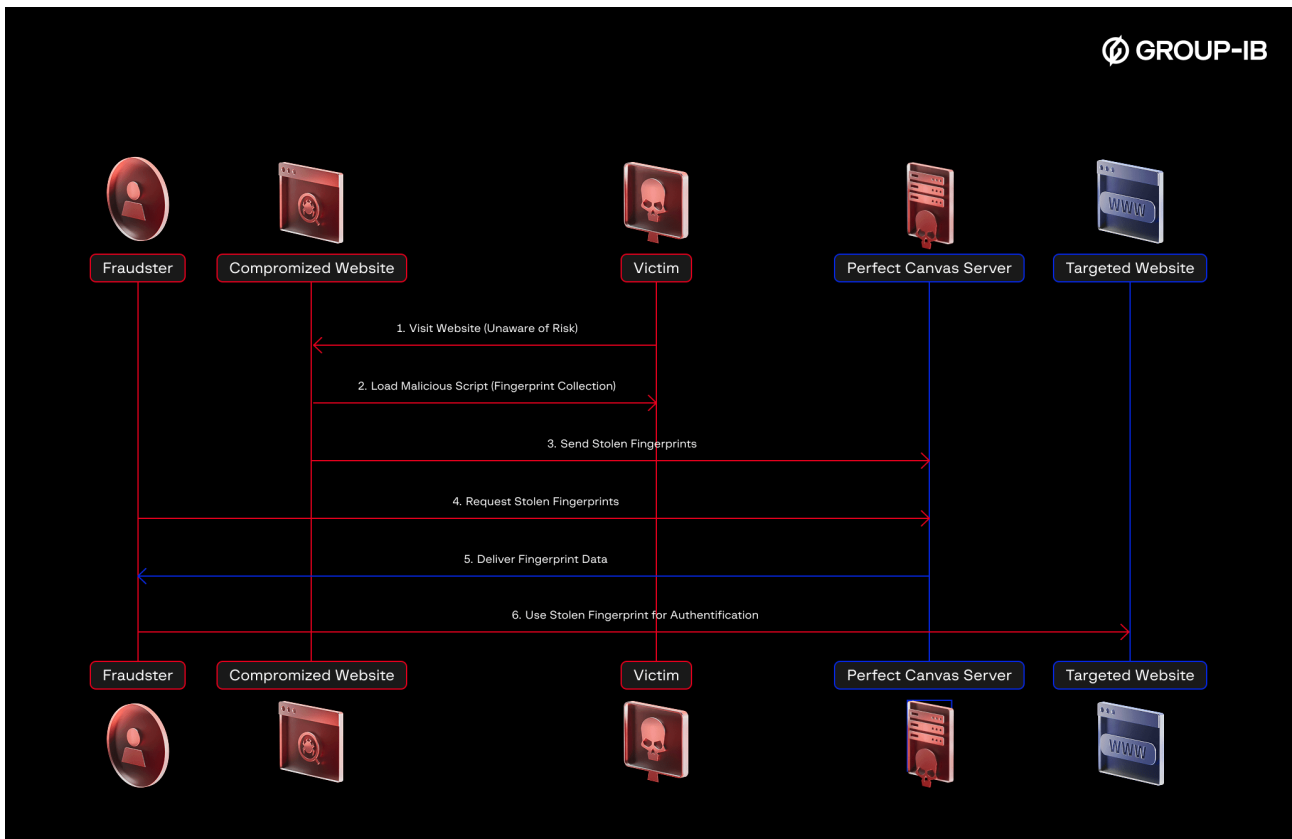 GROUP-IB
Fraudster
Compromized Website
Victim
Perfect Canvas Server
WWW
Targeted Website
1. Visit Website (Unaware of Risk)
2. Load Malicious Script (Fingerprint Collection)
3. Send Stolen Fingerprints
4. Request Stolen Fingerprints
5. Deliver Fingerprint Data
6. Use Stolen Fingerprint for Authentification
Fraudster
Compromized Website
Victim
Perfect Canvas Server
Targeted Website
WWW